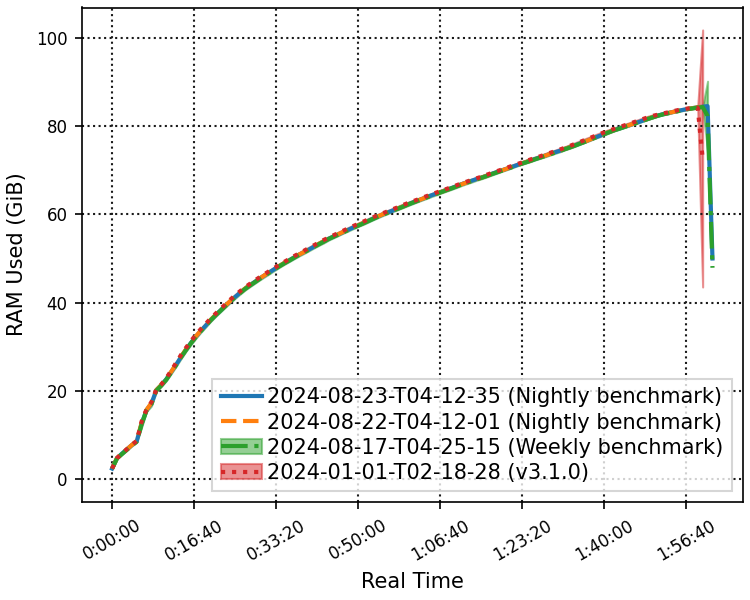 100
80
60
40
20
0
RAM Used (GiB)
2024-08-23-T04-12-35 (Nightly benchmark)
2024-08-22-T04-12-01 (Nightly benchmark)
2024-08-17-T04-25-15 (Weekly benchmark)
2024-01-01-T02-18-28 (v3.1.0)
0:00:00 0:16:40 0:33:20 0:50:00 1:06:40 1:23:20 1:40:00 1:56:40
Real Time